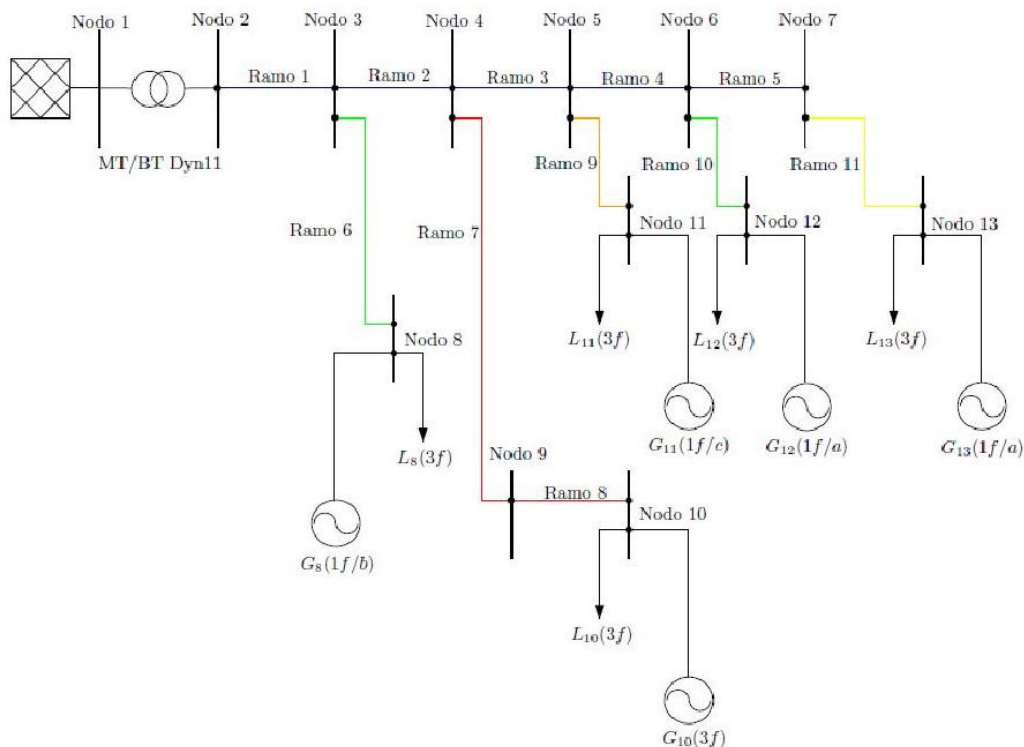 Nodo 1
Nodo 2
Nodo 3
Nodo 4
Nodo 5
Nodo 6
Nodo 7
Ramo 1
Ramo 2
Ramo 3
Ramo 4
Ramo 5
MT/BT Dyn11
Ramo 9
Ramo 10
Ramo 11
Ramo 6
Ramo 7
Nodo 11
Nodo 12
Nodo 13
L₁₁(3f)
L₁₂(3f)
L₁₃(3f)
Nodo 8
G₁₁(1f/c)
G₁₂(1f/a)
G₁₃(1f/a)
L₈(3f)
Nodo 9
Ramo 8
Nodo 10
G₈(1f/b)
L₁₀(3f)
G₁₀(3f)